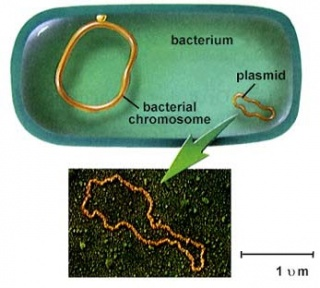 bacterium
plasmid
bacterial
chromosome
1 υm